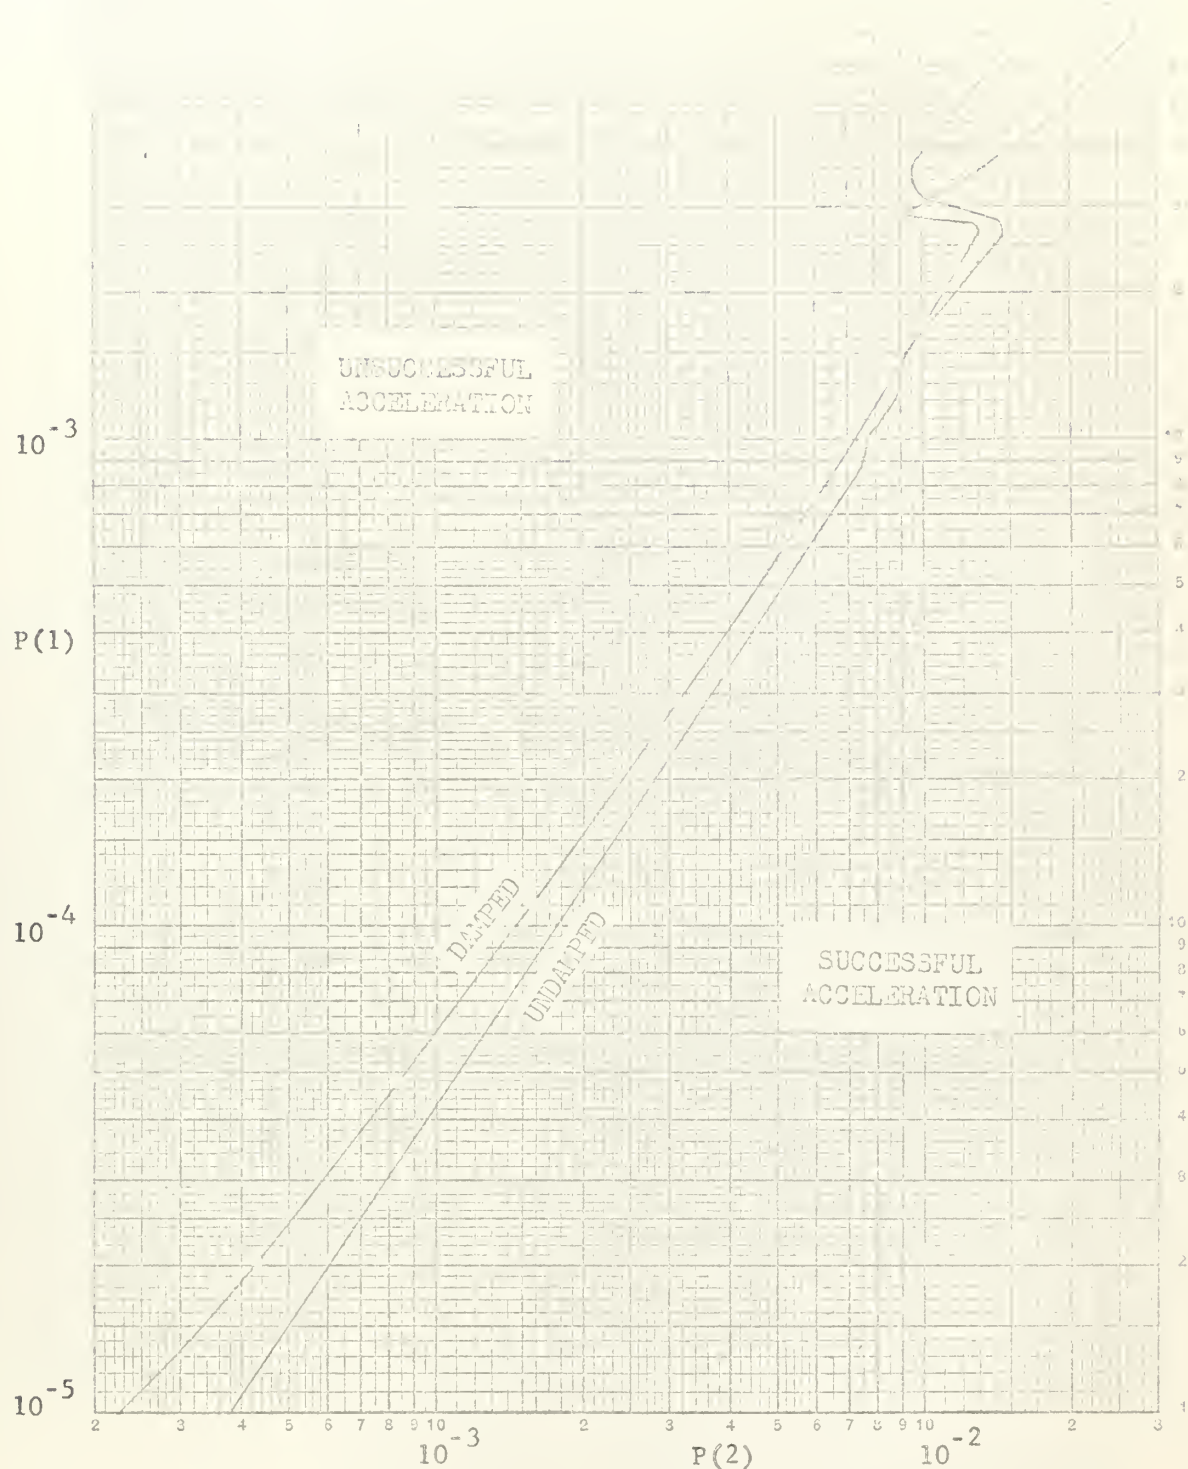 UNSUCCESSFUL
ACCELERATION
10-3
P(1)
10-4
DAMPED
UNDAMPED
SUCCESSFUL
ACCELERATION
10-5
2 3 4 5 6 7 8 9 10 2 3 4 5 6 7 8 9 10 2 3
10-3 P(2) 10-2